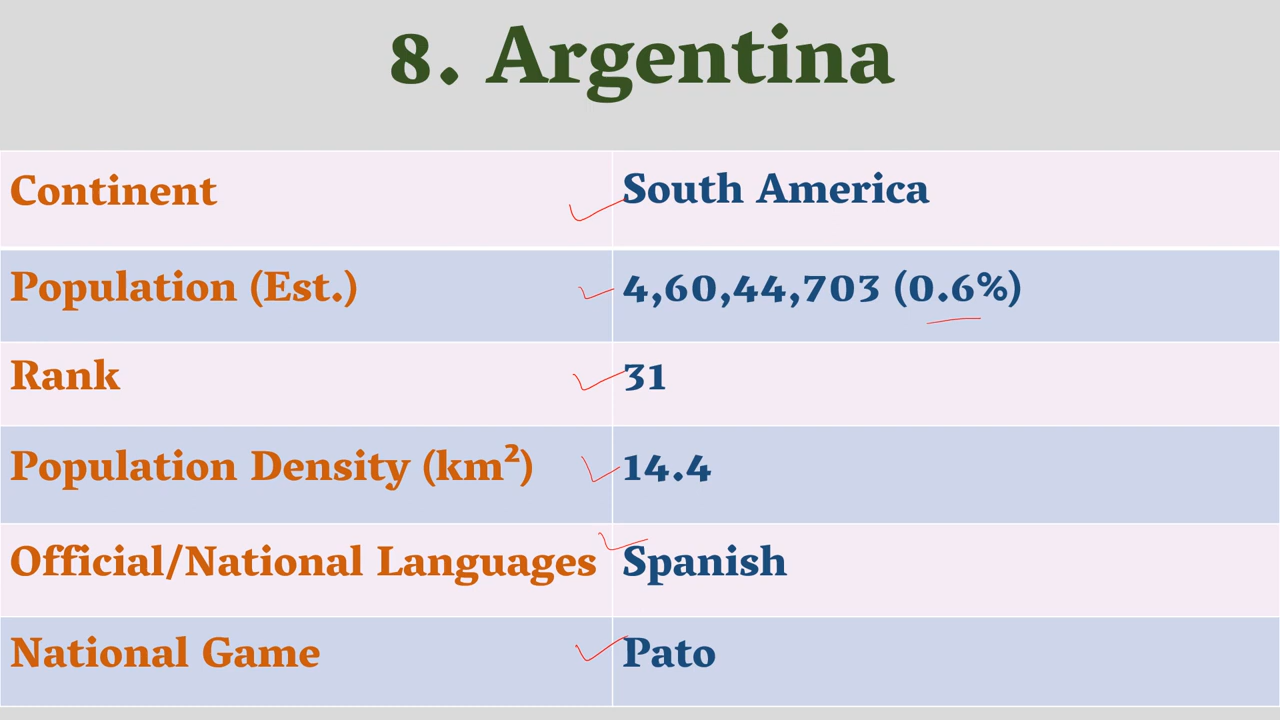 8. Argentina
Continent South America
Population (Est.) 4,60,44,703 (0.6%)
Rank 31
Population Density (km²) 14.4
Official/National Languages Spanish
National Game Pato